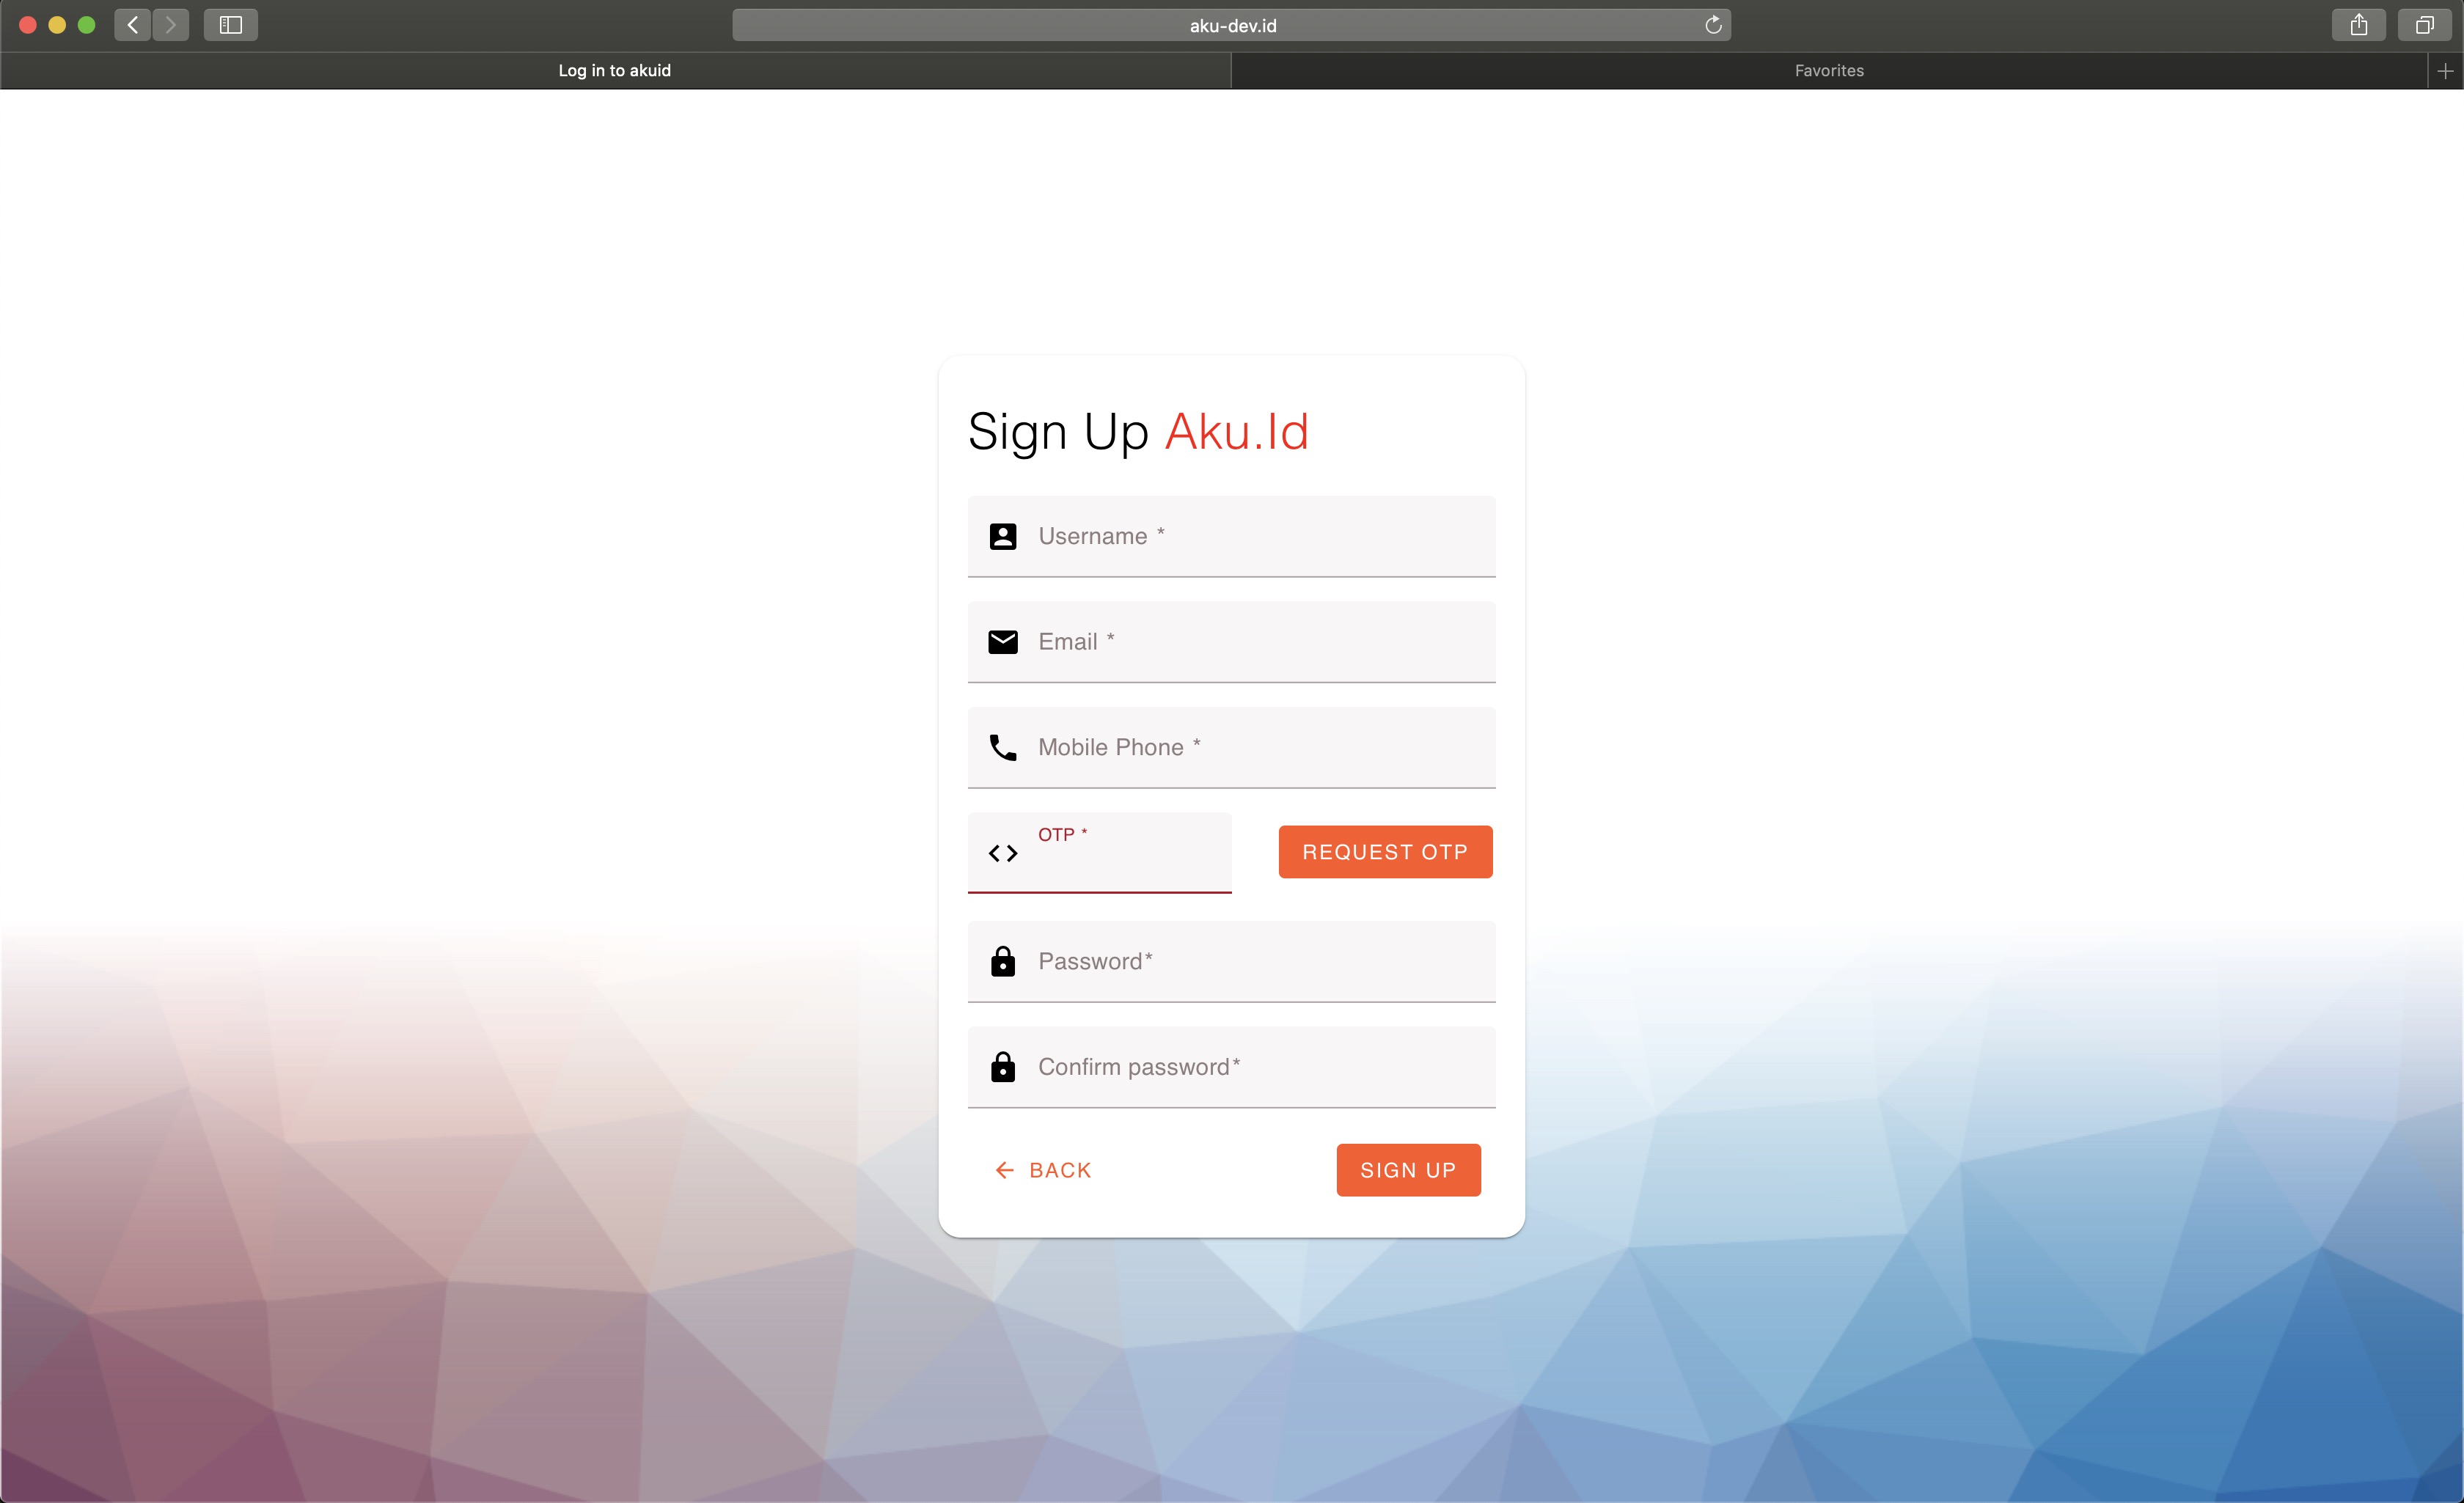 aku-dev.id
Log in to akuid
Favorites
Sign Up Aku.Id
Username *
Email *
Mobile Phone *
OTP *
REQUEST OTP
Password*
Confirm password*
BACK
SIGN UP